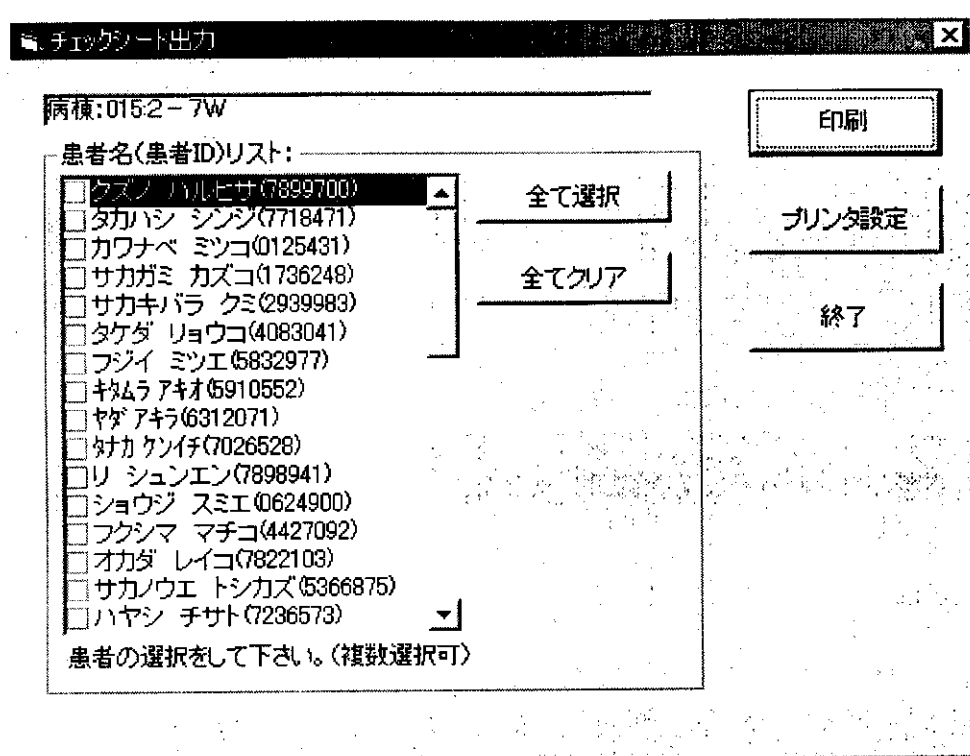 チェックシート出力
病棟:015:2－7W
患者名(患者ID)リスト:
クズノ ハルヒサ(7899700)
タカハシ シンジ(7718471)
カワナベ ミツコ(0125431)
サカガミ カズコ(1736248)
サカキバラ クミ(2939983)
タケダ リョウコ(4083041)
フジイ ミツエ(5832977)
ｷﾀﾑﾗ ｱｷｵ(5910552)
ﾔﾀﾞ ｱｷﾗ(6312071)
ﾀﾅｶ ｹﾝｲﾁ(7026528)
リ シュンエン(7898941)
ショウジ スミエ(0624900)
フクシマ マチコ(4427092)
オカダ レイコ(7822103)
サカノウエ トシカズ(5366875)
ハヤシ チサト(7236573)
患者の選択をして下さい。(複数選択可)
全て選択
全てクリア
印刷
プリンタ設定
終了